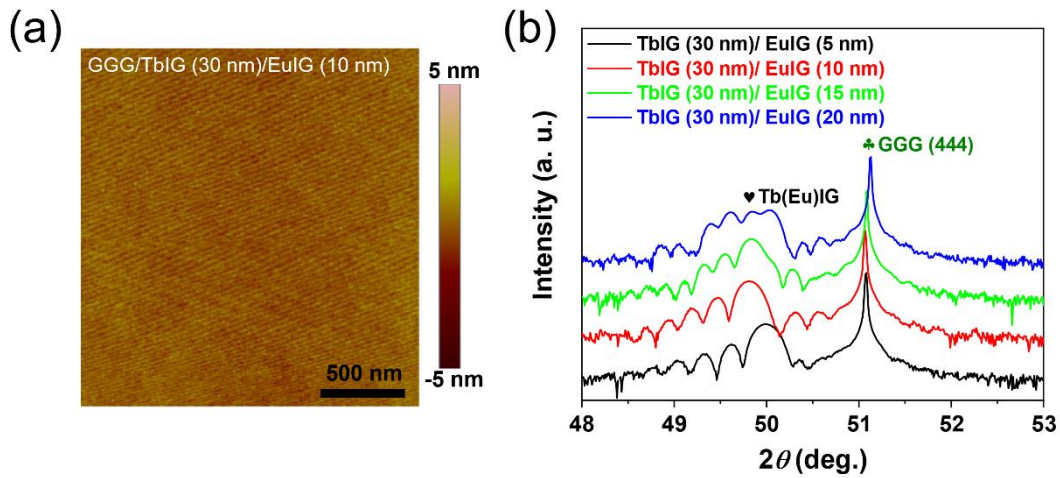 (a)
GGG/TbIG (30 nm)/EuIG (10 nm)
5 nm
-5 nm
500 nm
(b)
TbIG (30 nm)/ EuIG (5 nm)
TbIG (30 nm)/ EuIG (10 nm)
TbIG (30 nm)/ EuIG (15 nm)
TbIG (30 nm)/ EuIG (20 nm)
♣ GGG (444)
♥ Tb(Eu)IG
Intensity (a. u.)
48 49 50 51 52 53
2θ (deg.)